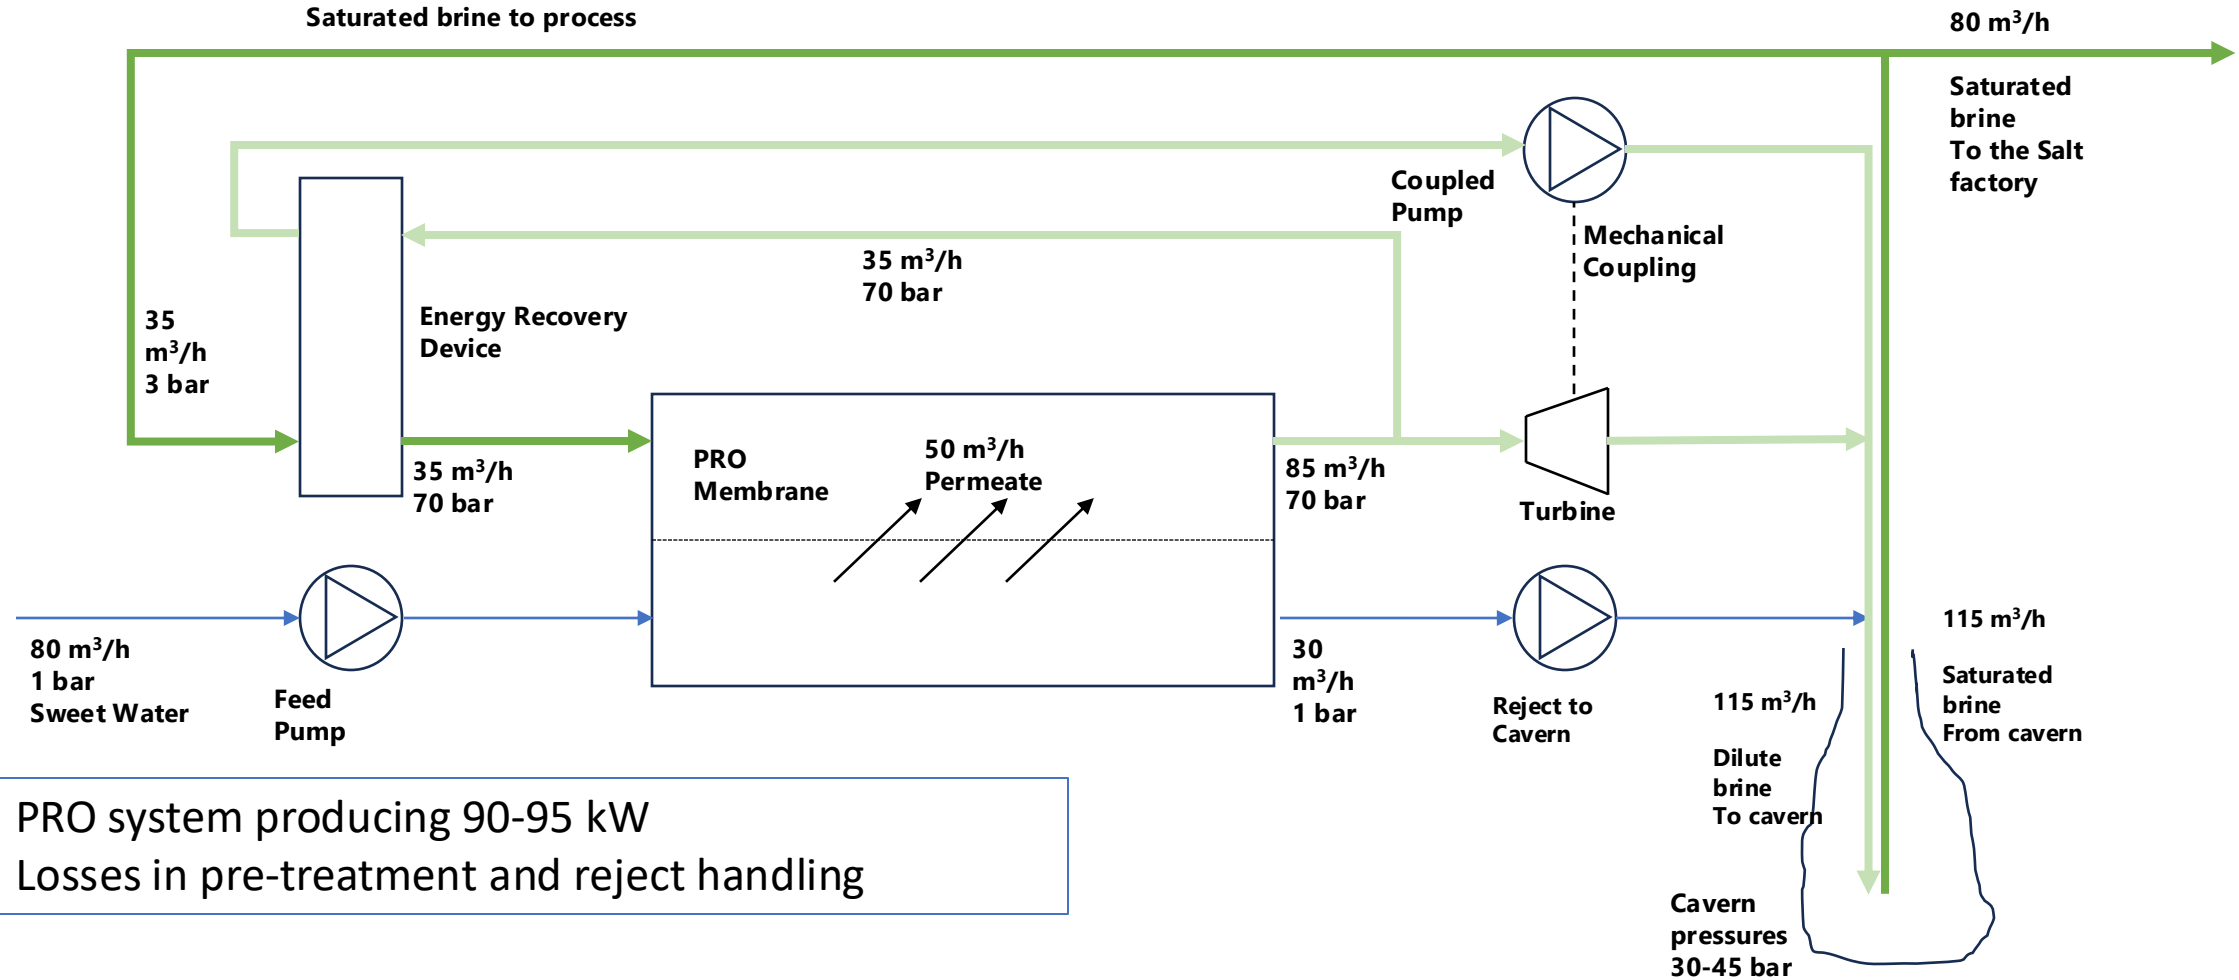 Saturated brine to process
80 m³/h
Saturated
brine
To the Salt
factory
Coupled
Pump
Mechanical
Coupling
35 m³/h
70 bar
35
m³/h
3 bar
Energy Recovery
Device
35 m³/h
70 bar
PRO
Membrane
50 m³/h
Permeate
85 m³/h
70 bar
Turbine
80 m³/h
1 bar
Sweet Water
Feed
Pump
30
m³/h
1 bar
Reject to
Cavern
115 m³/h
Dilute
brine
To cavern
115 m³/h
Saturated
brine
From cavern
Cavern
pressures
30-45 bar
PRO system producing 90-95 kW
Losses in pre-treatment and reject handling